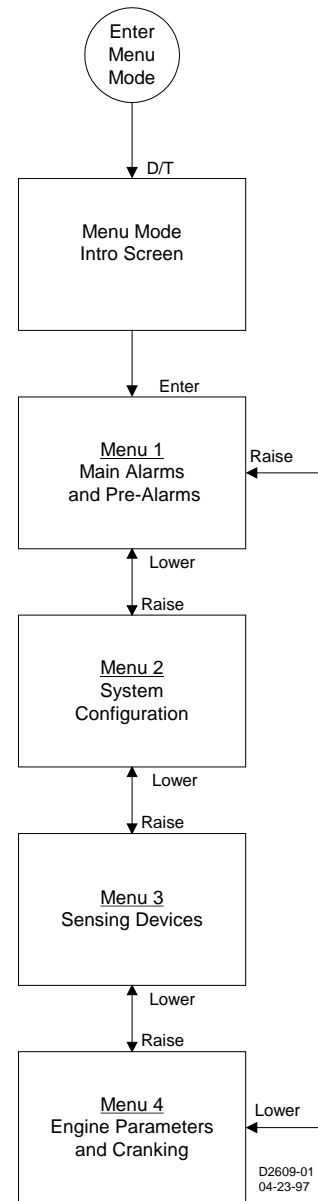 Enter
Menu
Mode
D/T
Menu Mode
Intro Screen
Enter
Menu 1
Main Alarms
and Pre-Alarms
Raise
Lower
Raise
Menu 2
System
Configuration
Lower
Raise
Menu 3
Sensing Devices
Lower
Raise
Menu 4
Engine Parameters
and Cranking
Lower
D2609-01
04-23-97